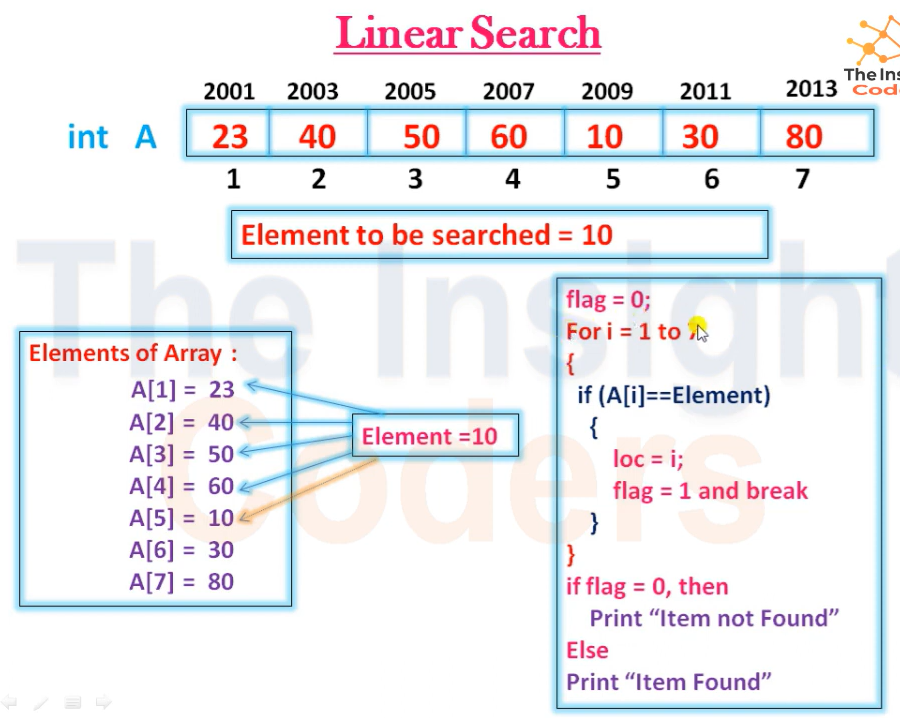 Linear Search
The Ins
Cod
2001 2003 2005 2007 2009 2011 2013
int A 23 40 50 60 10 30 80
1 2 3 4 5 6 7
Element to be searched = 10
The Insight
Coders
Elements of Array :
A[1] = 23
A[2] = 40
A[3] = 50
A[4] = 60
A[5] = 10
A[6] = 30
A[7] = 80
Element =10
flag = 0;
For i = 1 to
{
if (A[i]==Element)
{
loc = i;
flag = 1 and break
}
}
if flag = 0, then
Print “Item not Found”
Else
Print “Item Found”